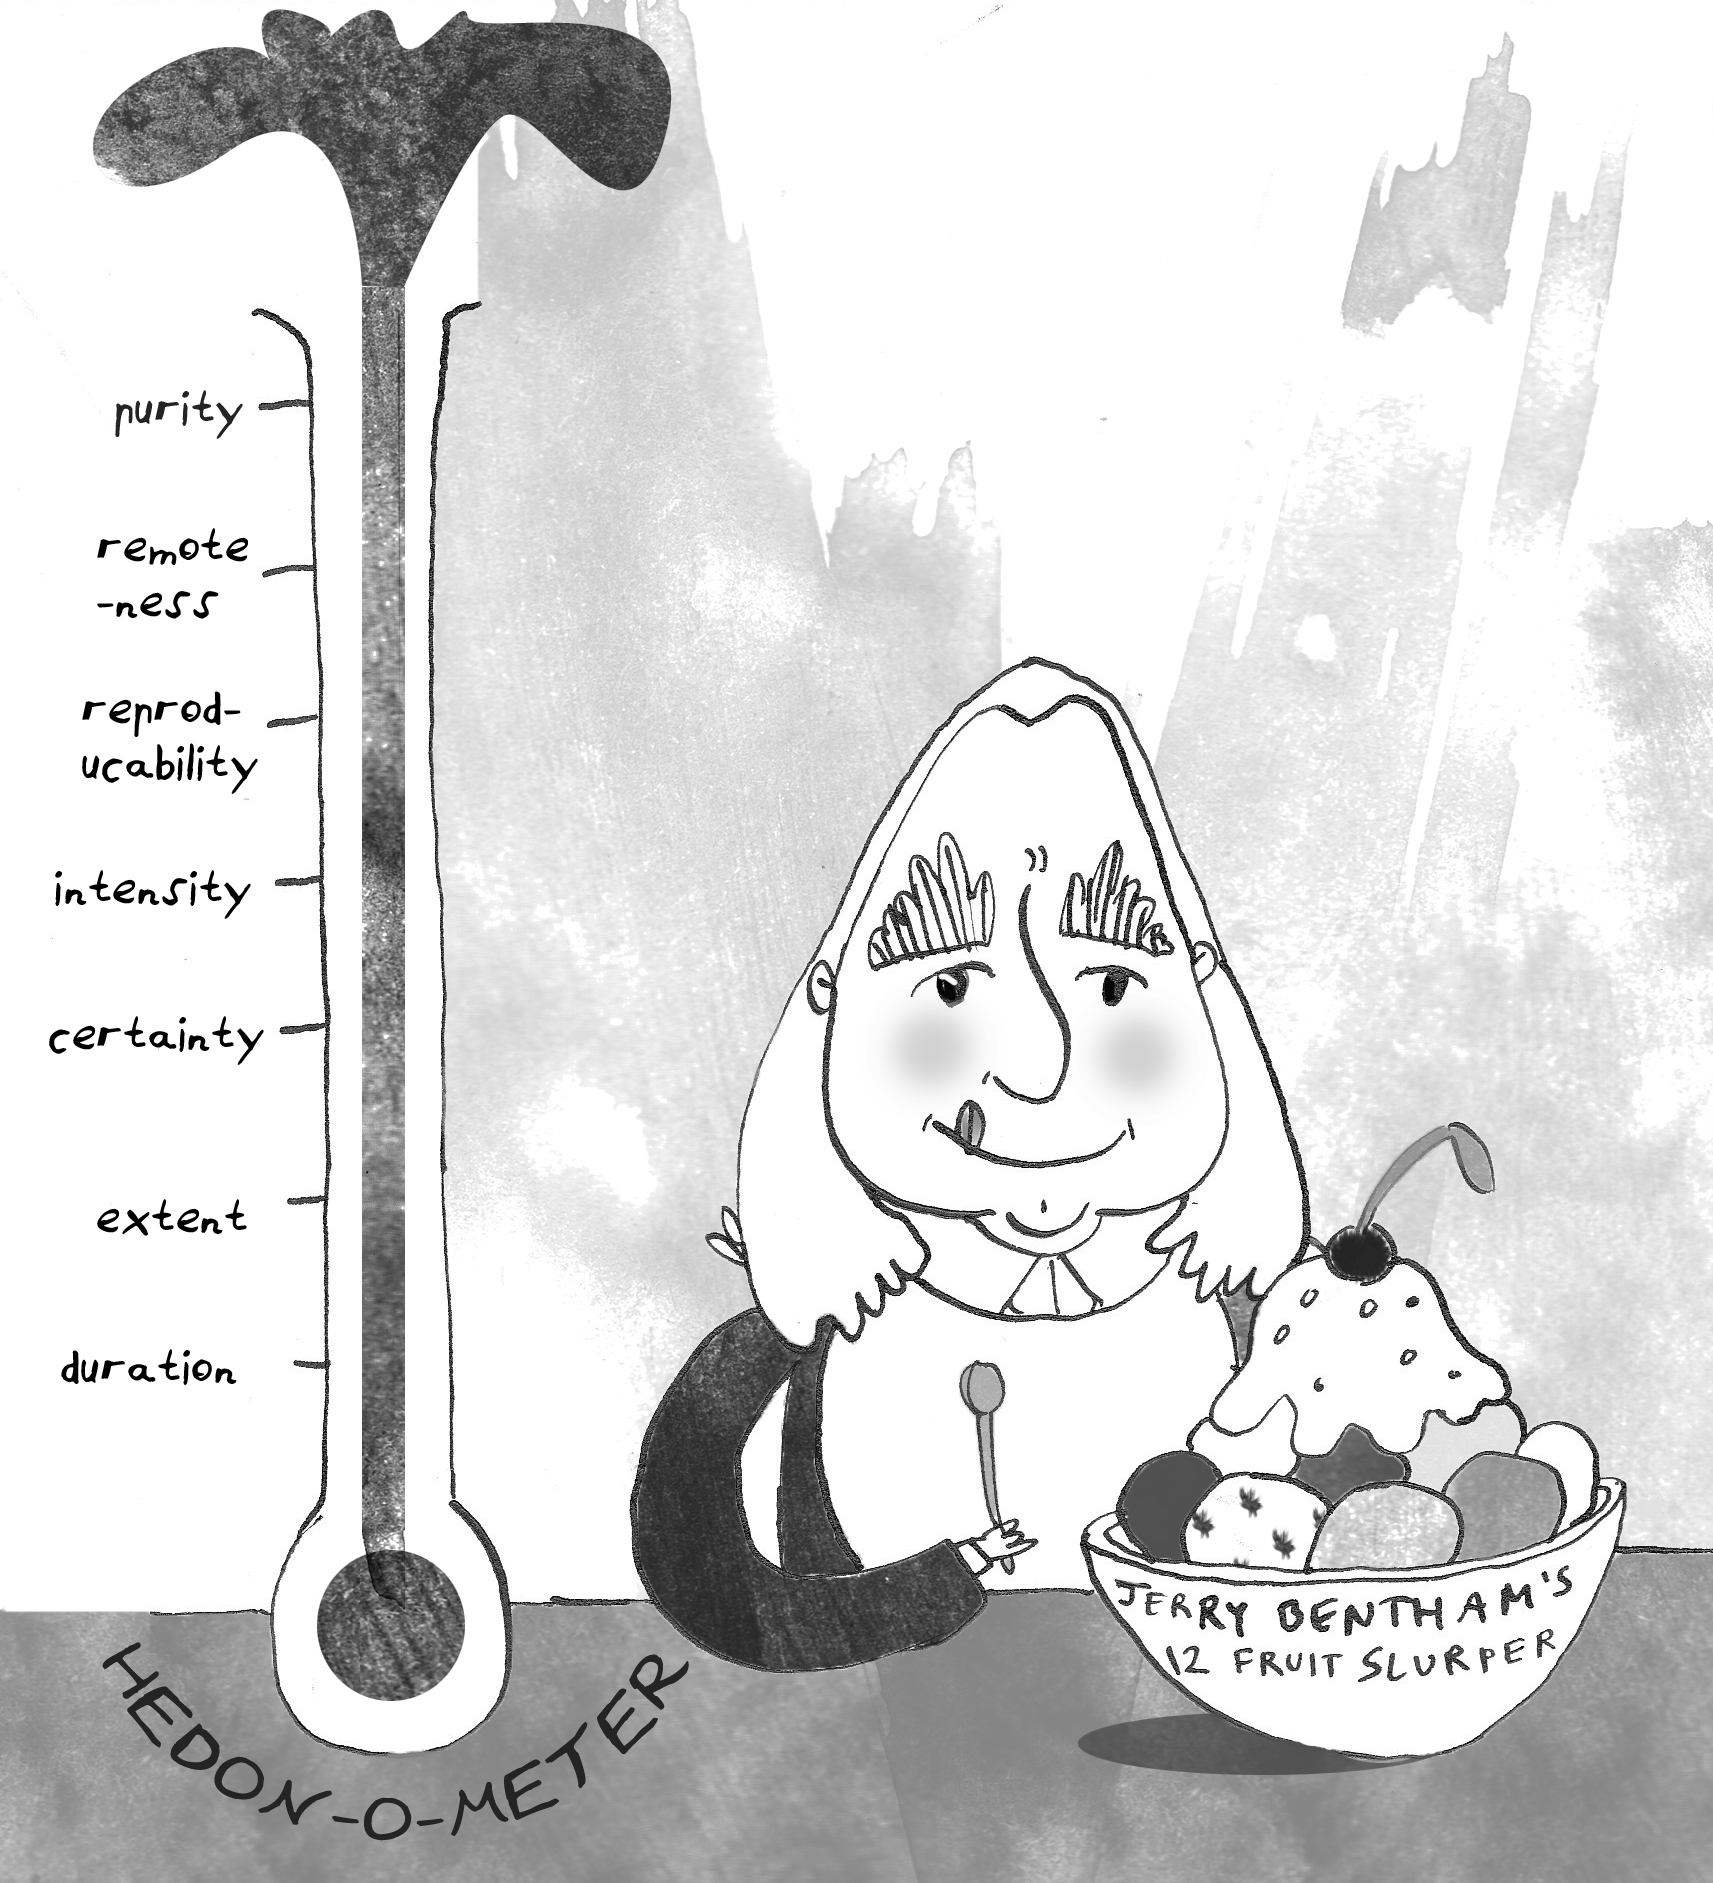 purity
remote
-ness
reprod-
ucability
intensity
certainty
extent
duration
HEDON-O-METER
JERRY BENTHAM'S
12 FRUIT SLURPER